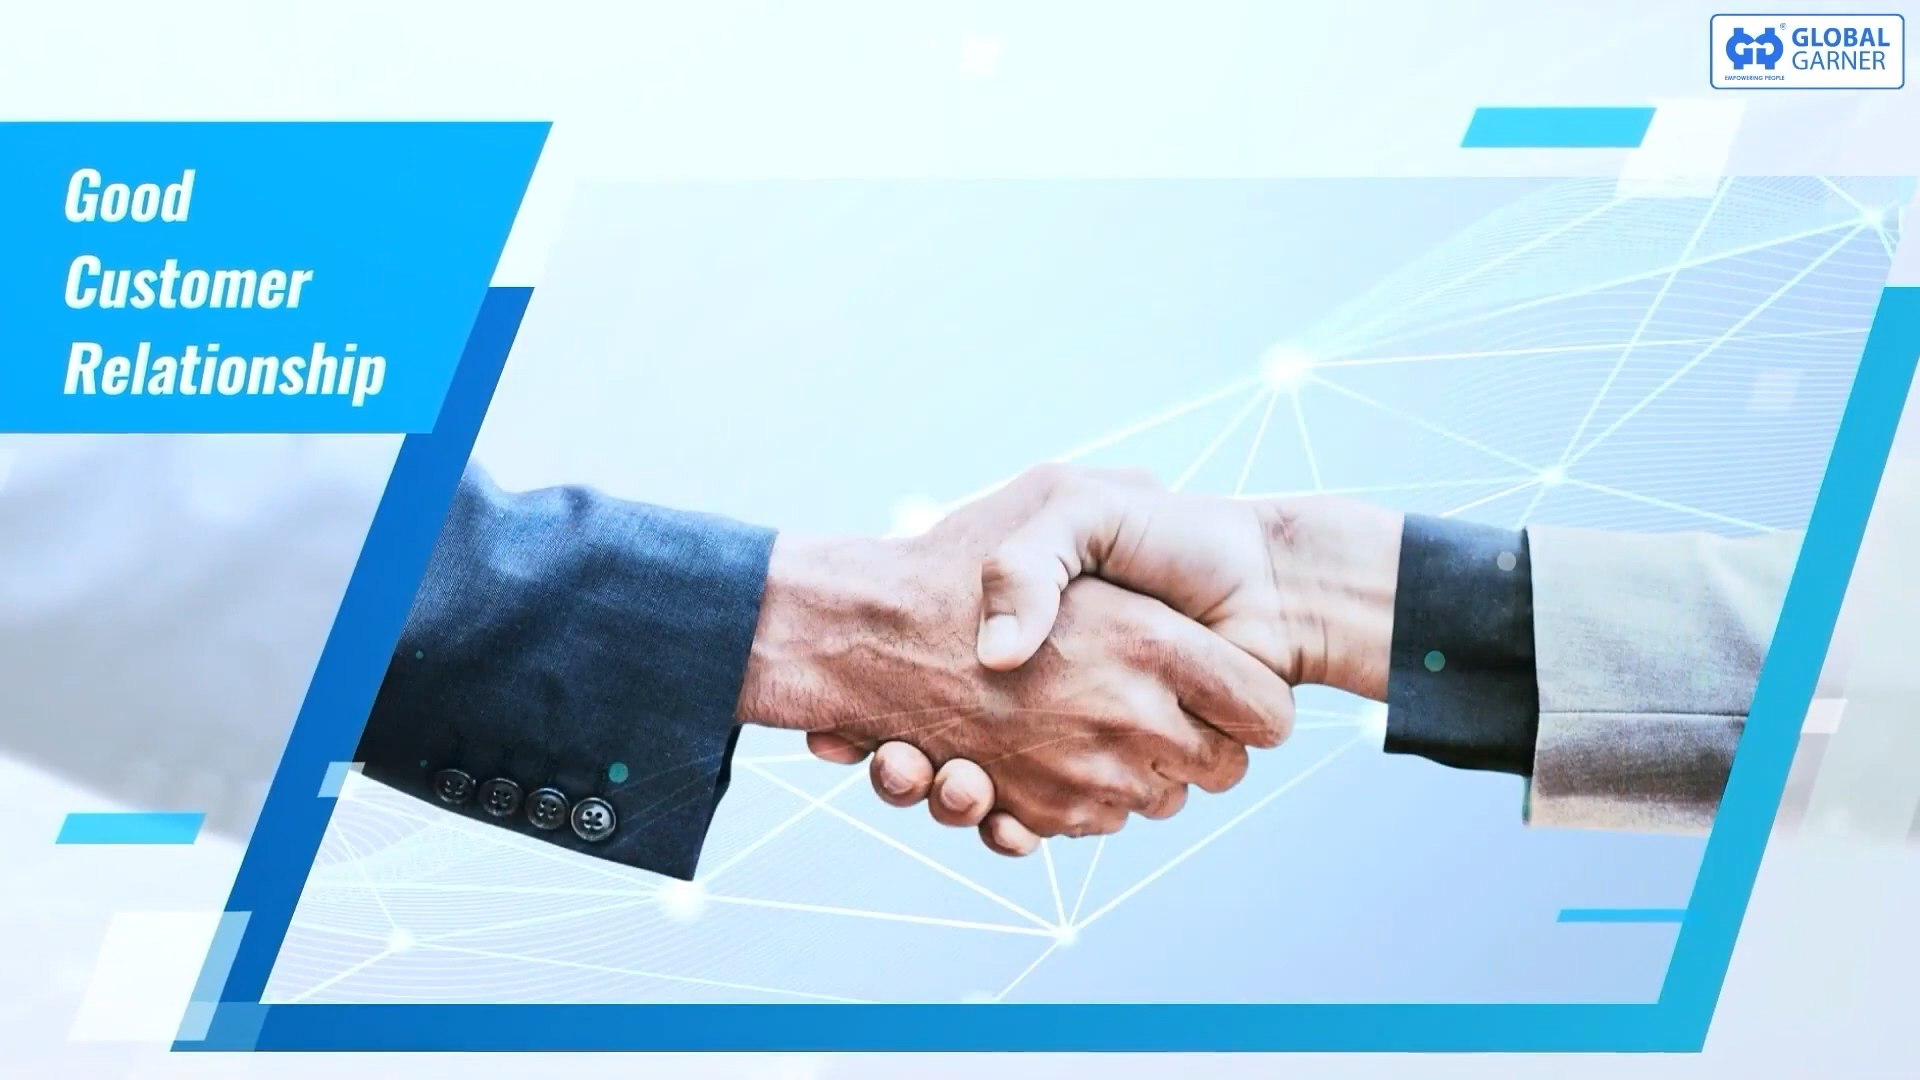 GLOBAL
GARNER
EMPOWERING PEOPLE
Good
Customer
Relationship